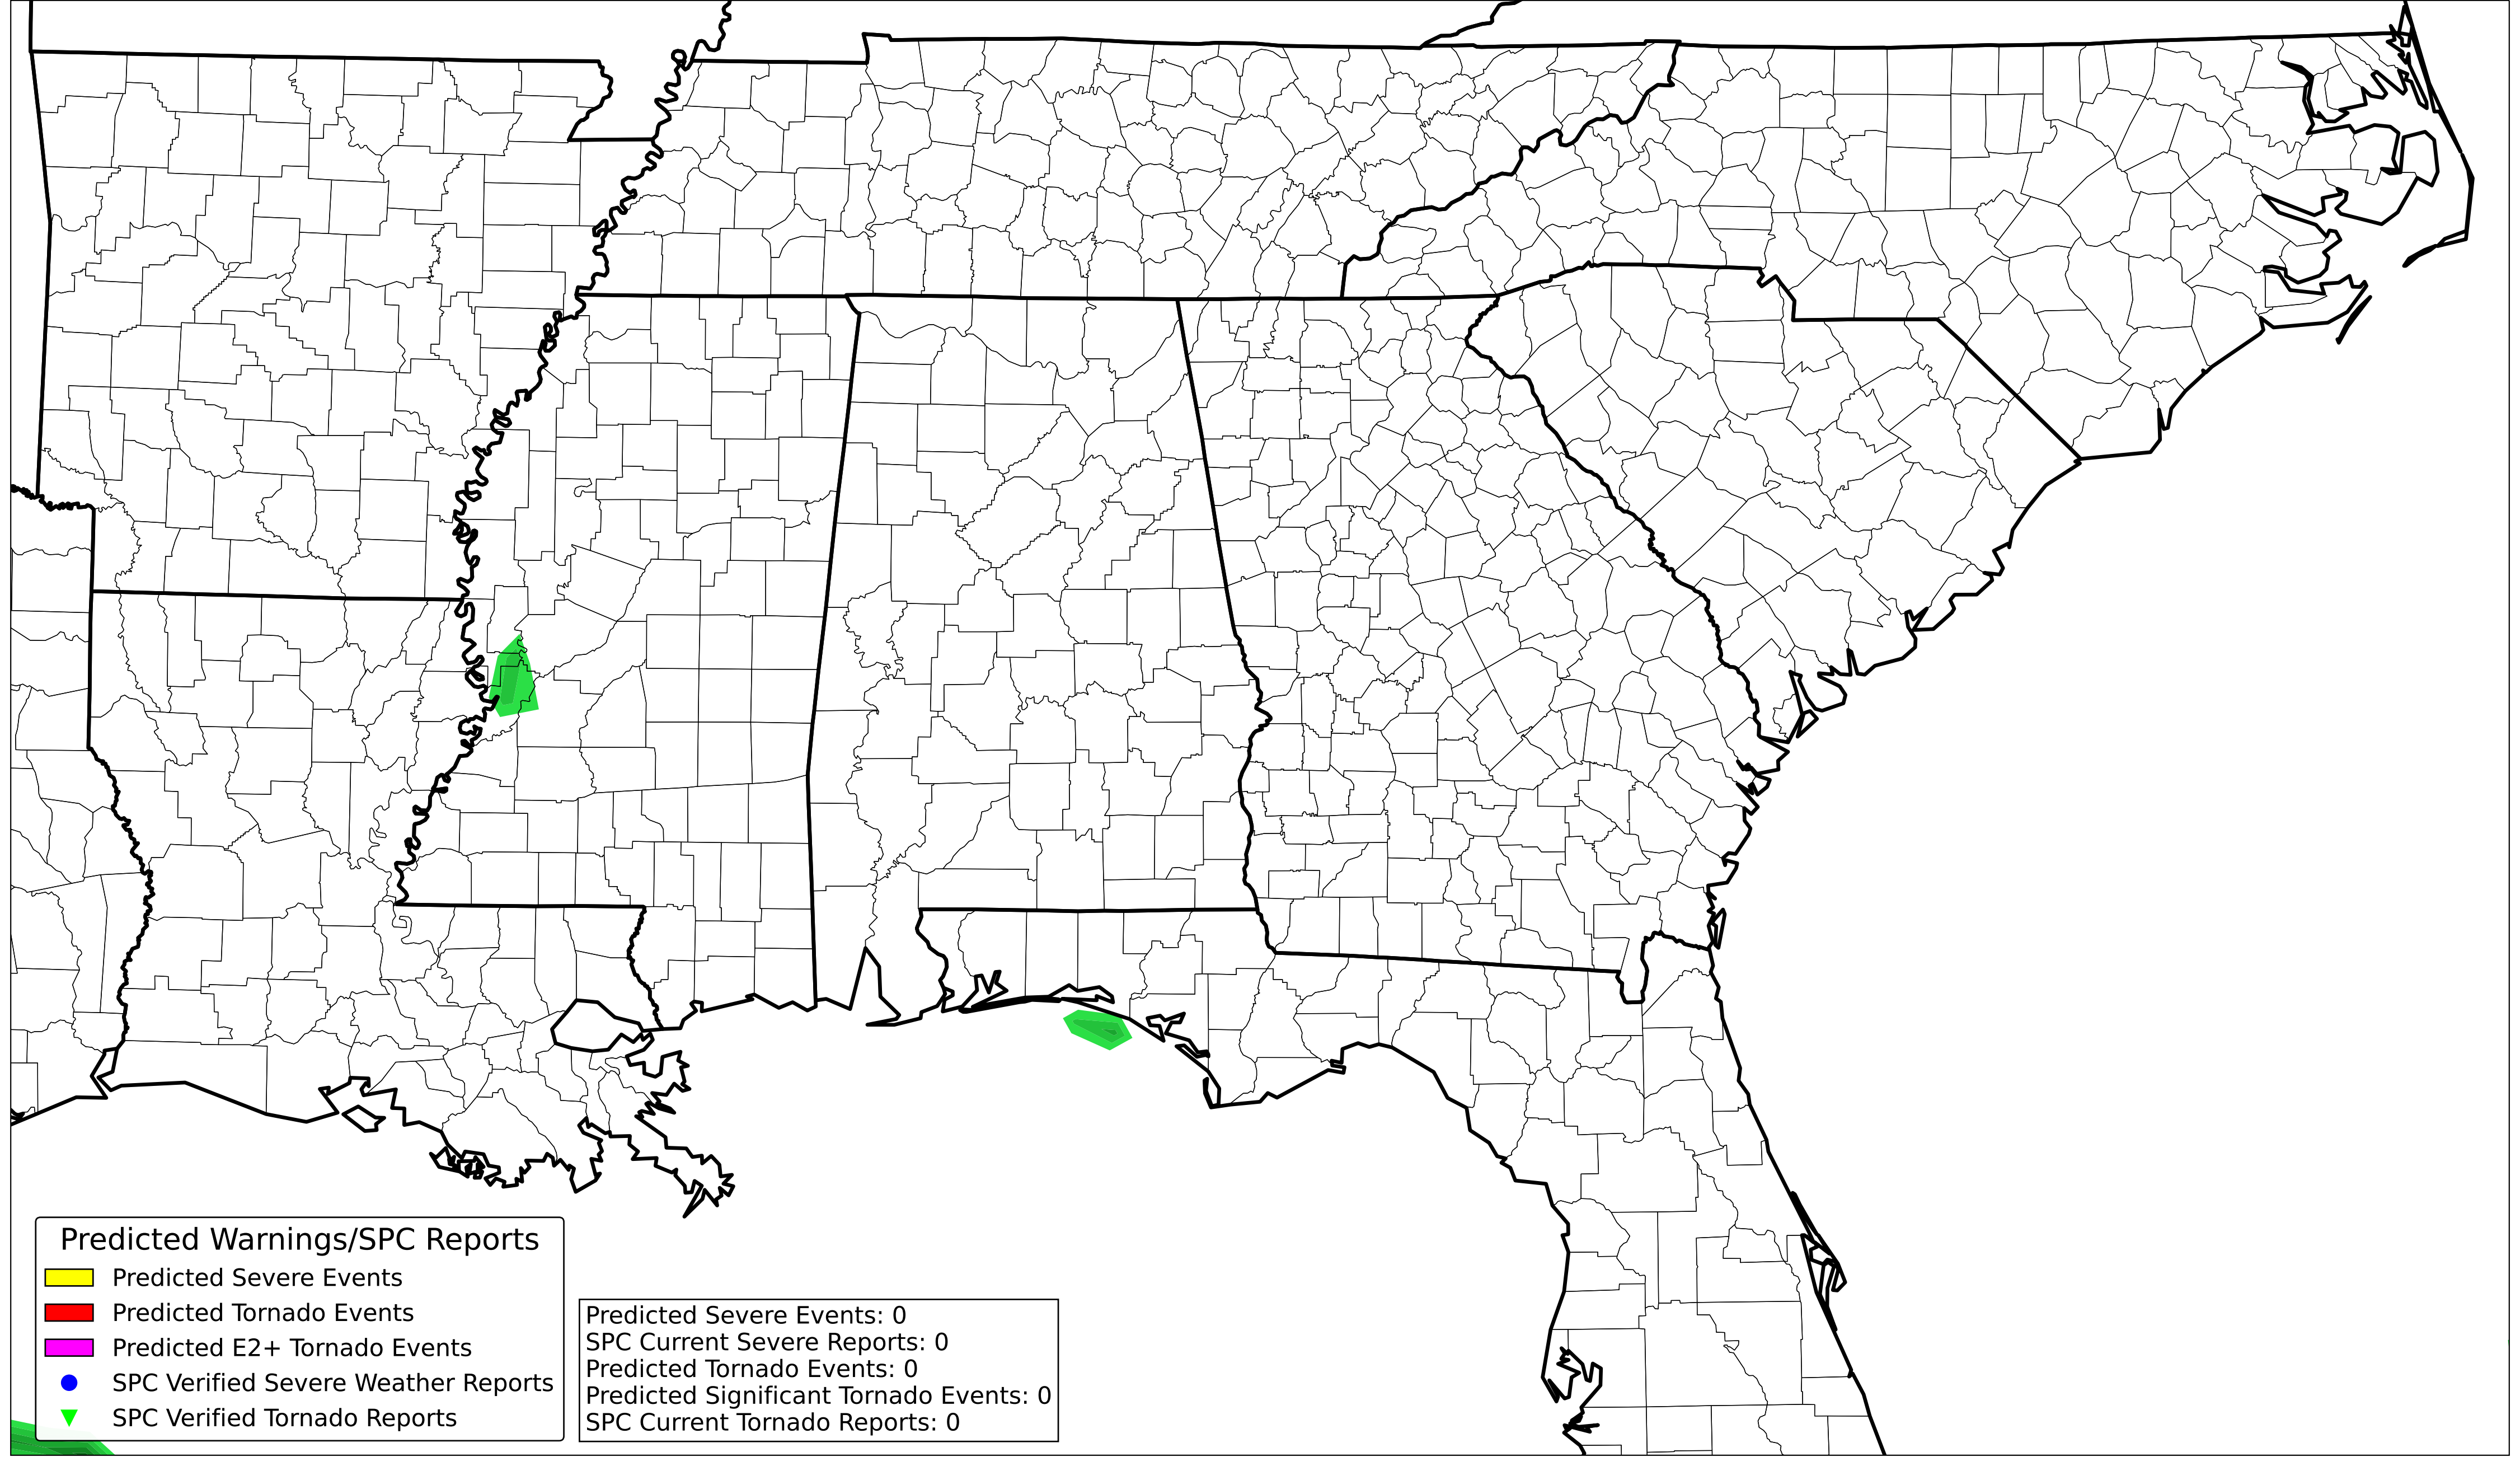 Predicted Warnings/SPC Reports
Predicted Severe Events
Predicted Tornado Events
Predicted E2+ Tornado Events
SPC Verified Severe Weather Reports
SPC Verified Tornado Reports
Predicted Severe Events: 0
SPC Current Severe Reports: 0
Predicted Tornado Events: 0
Predicted Significant Tornado Events: 0
SPC Current Tornado Reports: 0